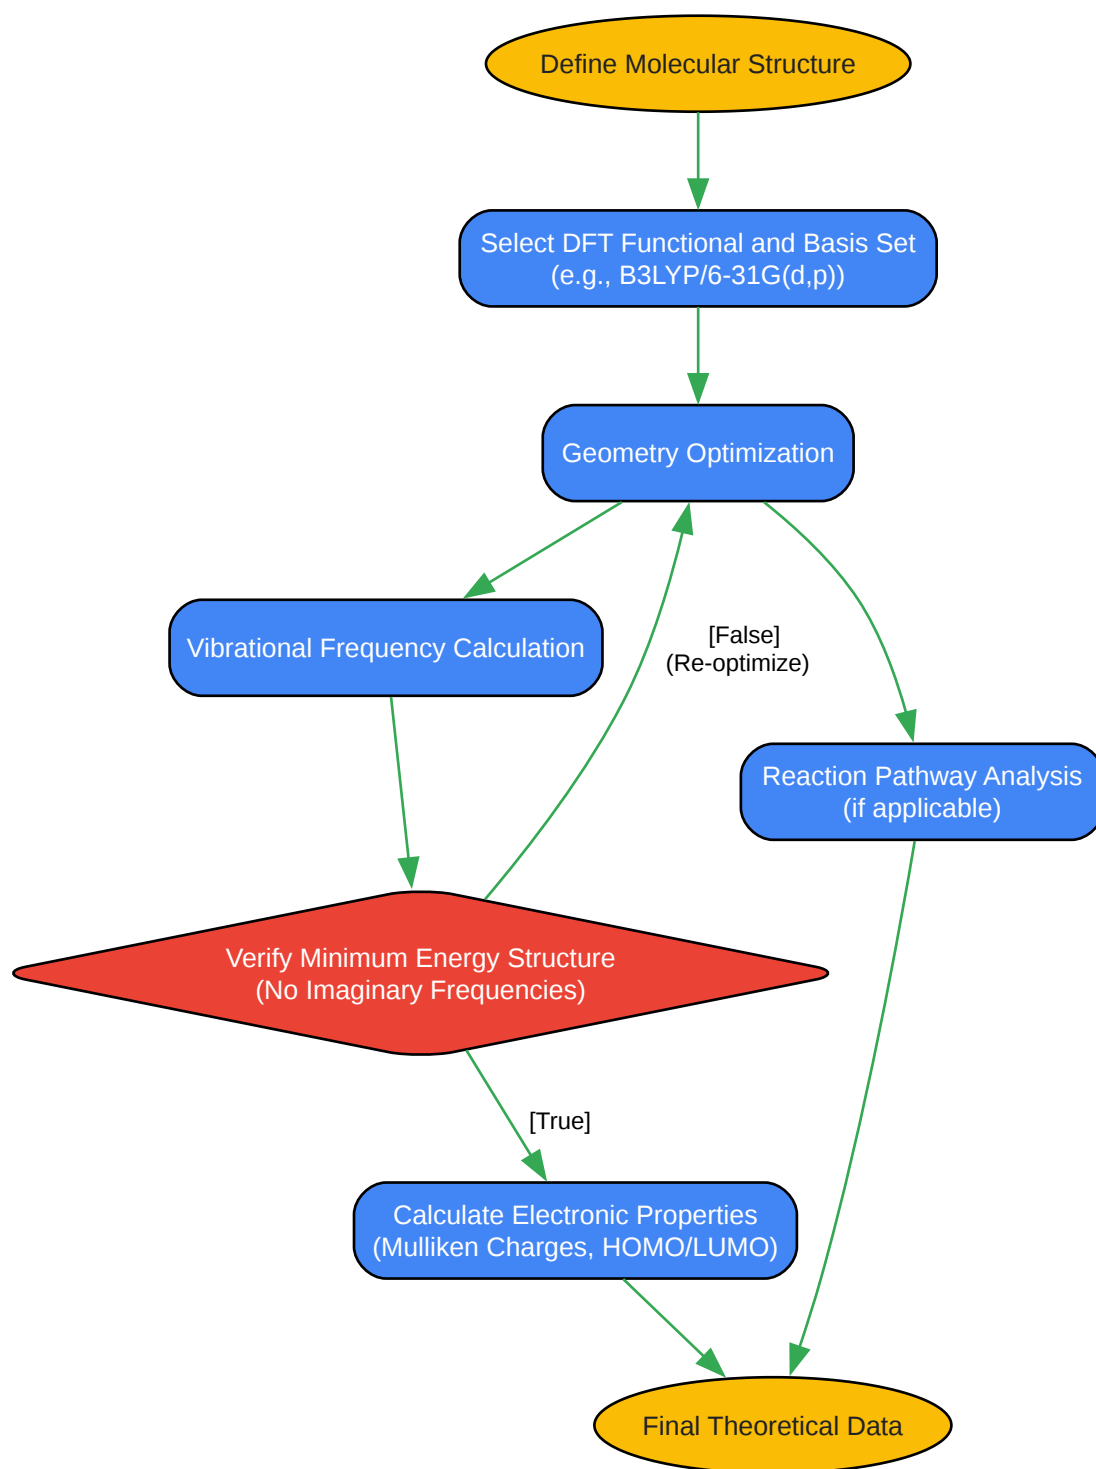 Define Molecular Structure
Select DFT Functional and Basis Set
(e.g., B3LYP/6-31G(d,p))
Geometry Optimization
Vibrational Frequency Calculation
[False]
(Re-optimize)
Reaction Pathway Analysis
(if applicable)
Verify Minimum Energy Structure
(No Imaginary Frequencies)
[True]
Calculate Electronic Properties
(Mulliken Charges, HOMO/LUMO)
Final Theoretical Data